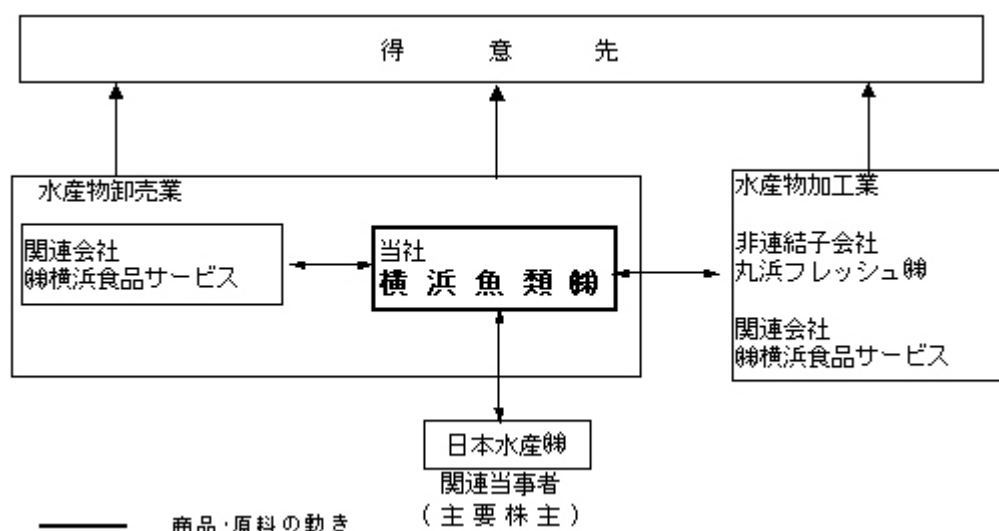 得意先
水産物卸売業
関連会社
㈱横浜食品サービス
当社
横浜魚類㈱
水産物加工業
非連結子会社
丸浜フレッシュ㈱
関連会社
㈱横浜食品サービス
日本水産㈱
関連当事者
(主要株主)
商品・原料の動き